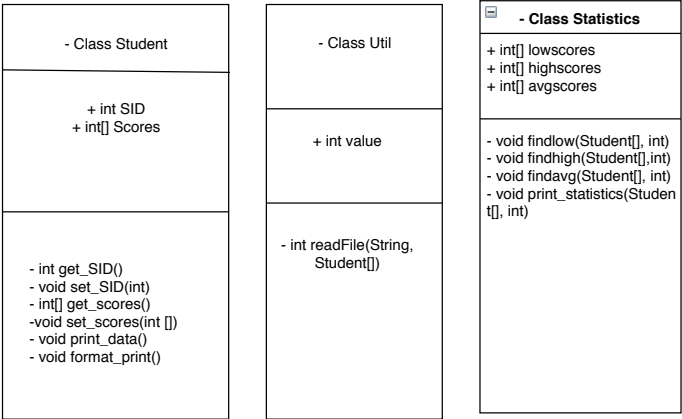 - Class Student
+ int SID
+ int[] Scores
- int get_SID()
- void set_SID(int)
- int[] get_scores()
-void set_scores(int [])
- void print_data()
- void format_print()
- Class Util
+ int value
- int readFile(String,
Student[])
- Class Statistics
+ int[] lowscores
+ int[] highscores
+ int[] avgscores
- void findlow(Student[], int)
- void findhigh(Student[],int)
- void findavg(Student[], int)
- void print_statistics(Studen
t[], int)